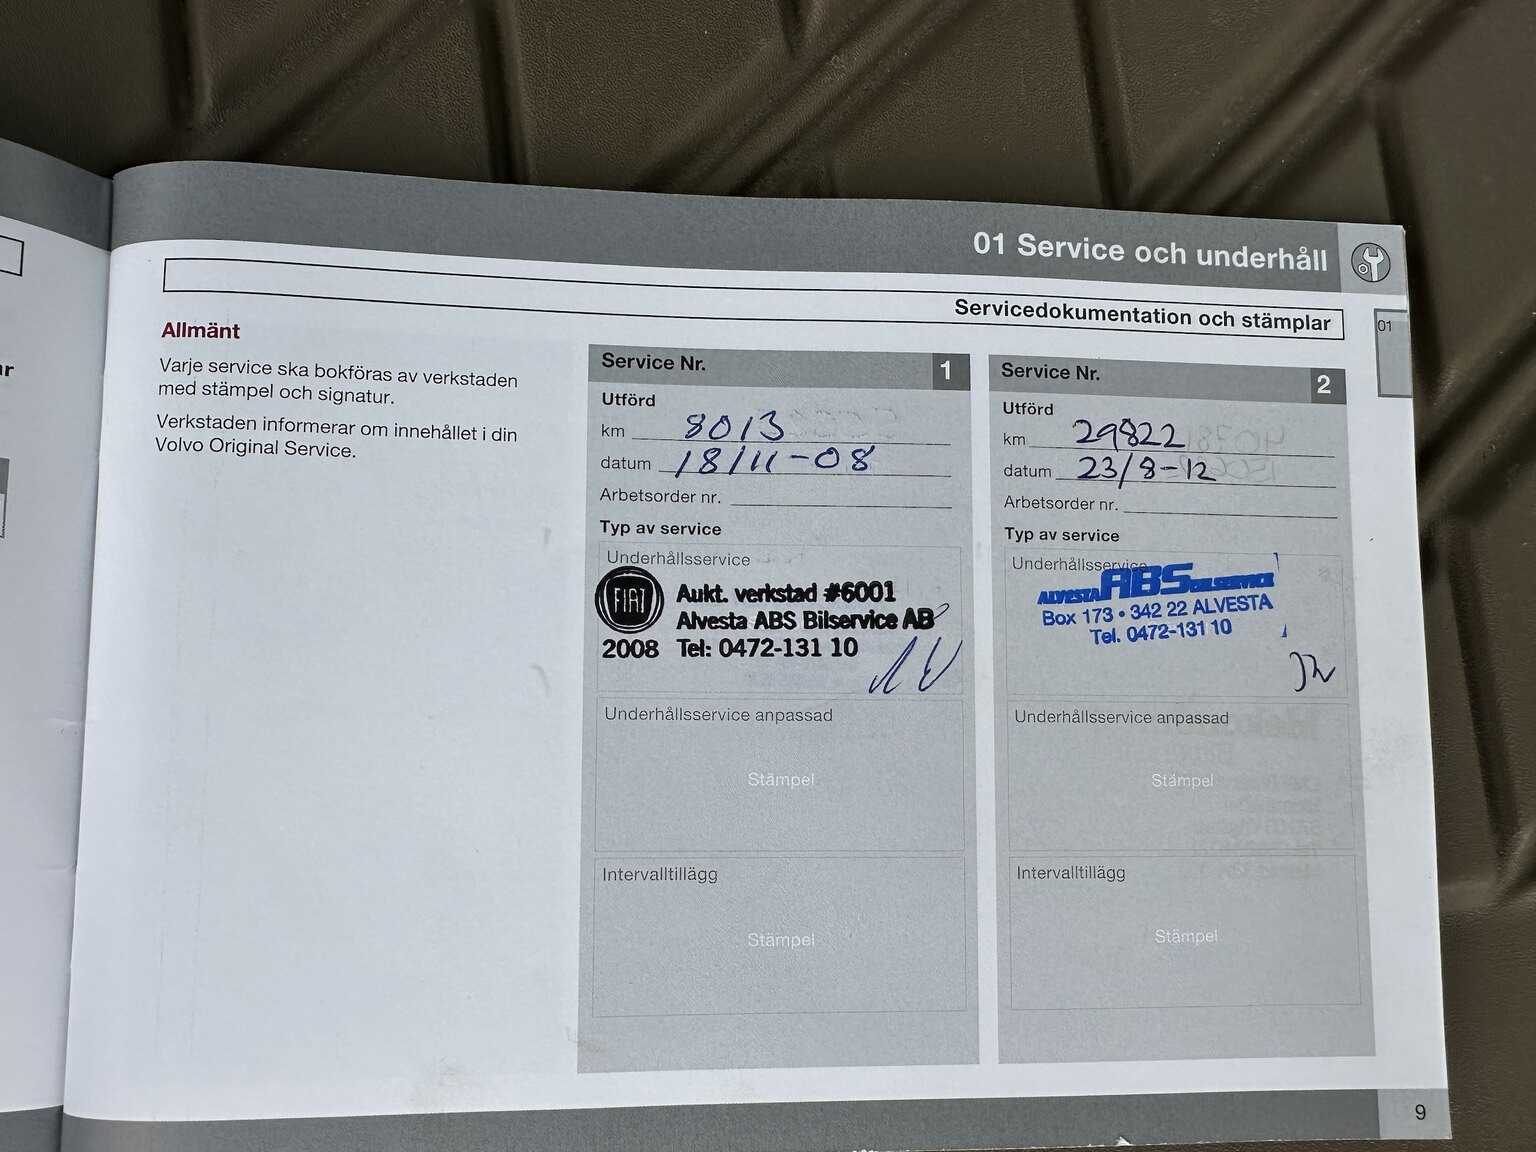 01 Service och underhåll
Servicedokumentation och stämplar
01
Allmänt
Varje service ska bokföras av verkstaden
med stämpel och signatur.
Verkstaden informerar om innehållet i din
Volvo Original Service.
Service Nr. 1
Utförd
km 8013
datum 18/11-08
Arbetsorder nr.
Typ av service
Underhållsservice
FIAT
Aukt. verkstad #6001
Alvesta ABS Bilservice AB
2008 Tel: 0472-131 10
Underhållsservice anpassad
Stämpel
Intervalltillägg
Stämpel
Service Nr. 2
Utförd
km 29822
datum 23/8-12
Arbetsorder nr.
Typ av service
Underhållsservice
ALVESTA ABS BILSERVICE
Box 173 • 342 22 ALVESTA
Tel. 0472-131 10
Underhållsservice anpassad
Stämpel
Intervalltillägg
Stämpel
9